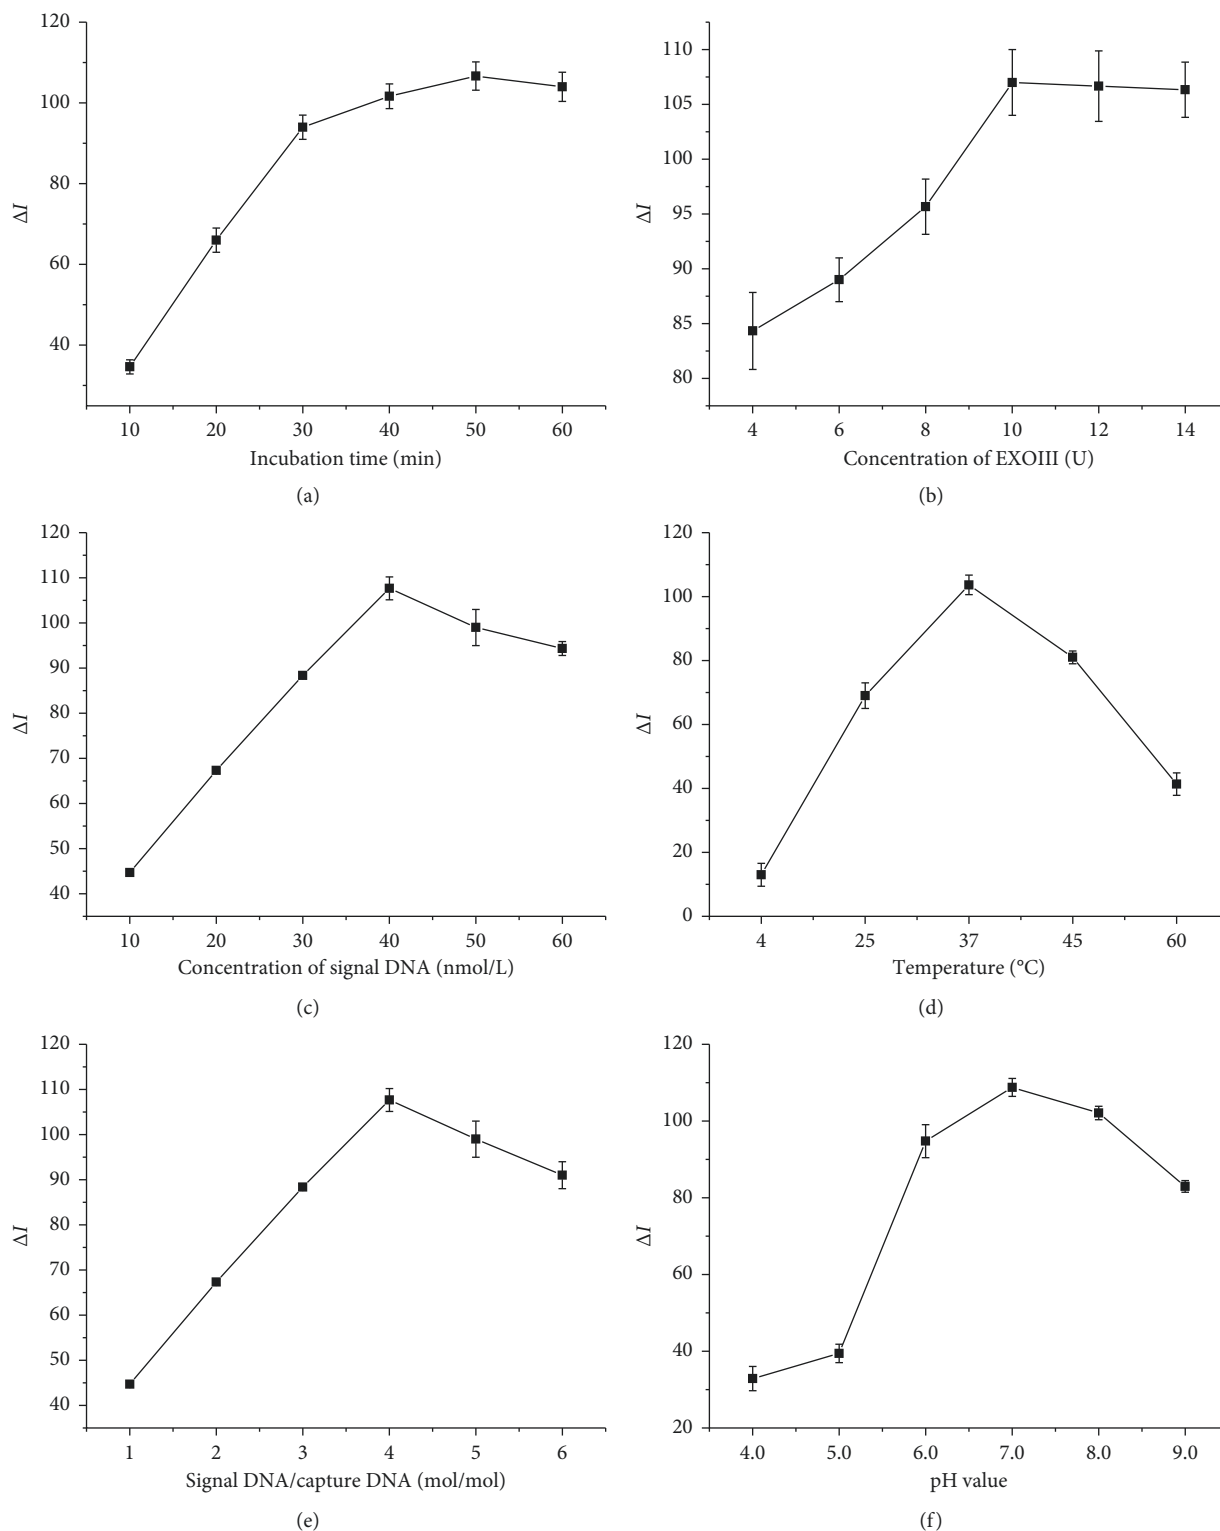 120
100
80
60
40
ΔI
10 20 30 40 50 60
Incubation time (min)
(a)
110
105
100
95
90
85
80
ΔI
4 6 8 10 12 14
Concentration of EXOIII (U)
(b)
120
110
100
90
80
70
60
50
40
ΔI
10 20 30 40 50 60
Concentration of signal DNA (nmol/L)
(c)
120
100
80
60
40
20
0
ΔI
4 25 37 45 60
Temperature (°C)
(d)
120
110
100
90
80
70
60
50
40
ΔI
1 2 3 4 5 6
Signal DNA/capture DNA (mol/mol)
(e)
120
100
80
60
40
20
ΔI
4.0 5.0 6.0 7.0 8.0 9.0
pH value
(f)